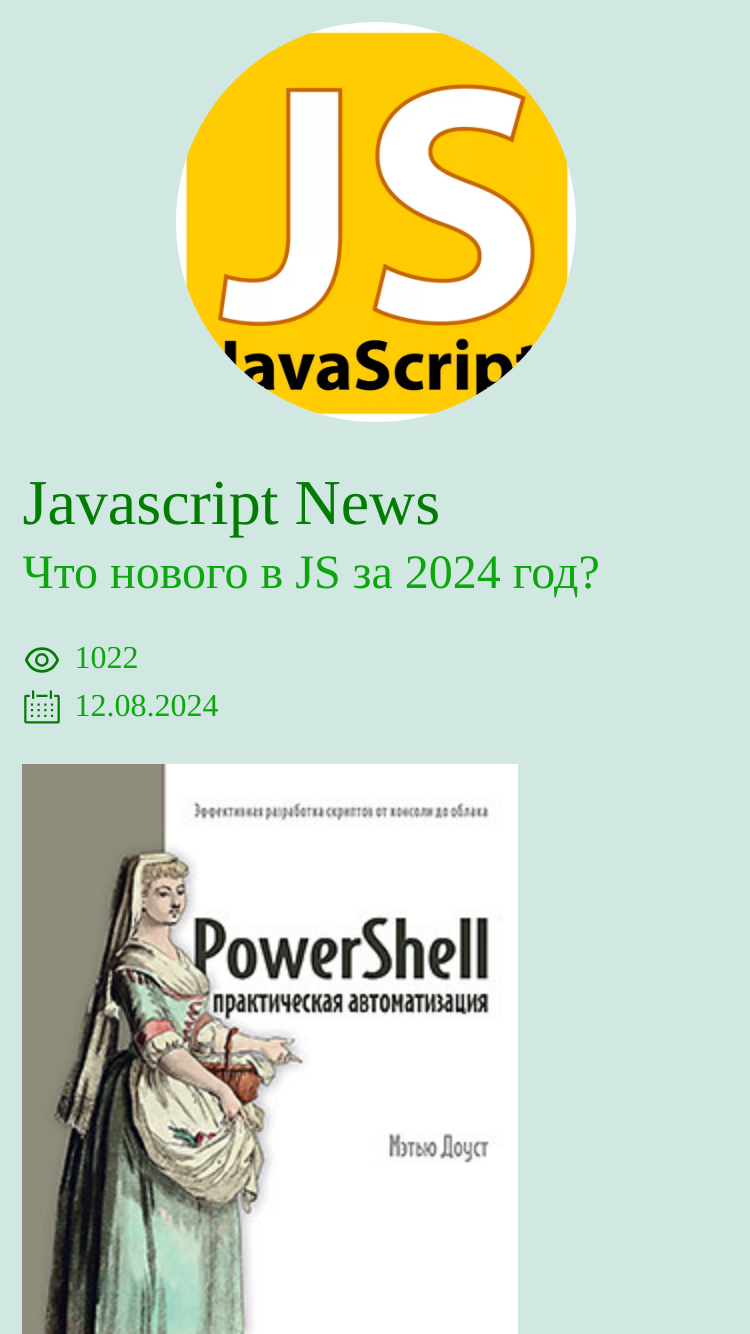 JS
JavaScript
Javascript News
Что нового в JS за 2024 год?
1022
12.08.2024
Эффективная разработка скриптов от консоли до облака
PowerShell
практическая автоматизация
Мэтью Доуст